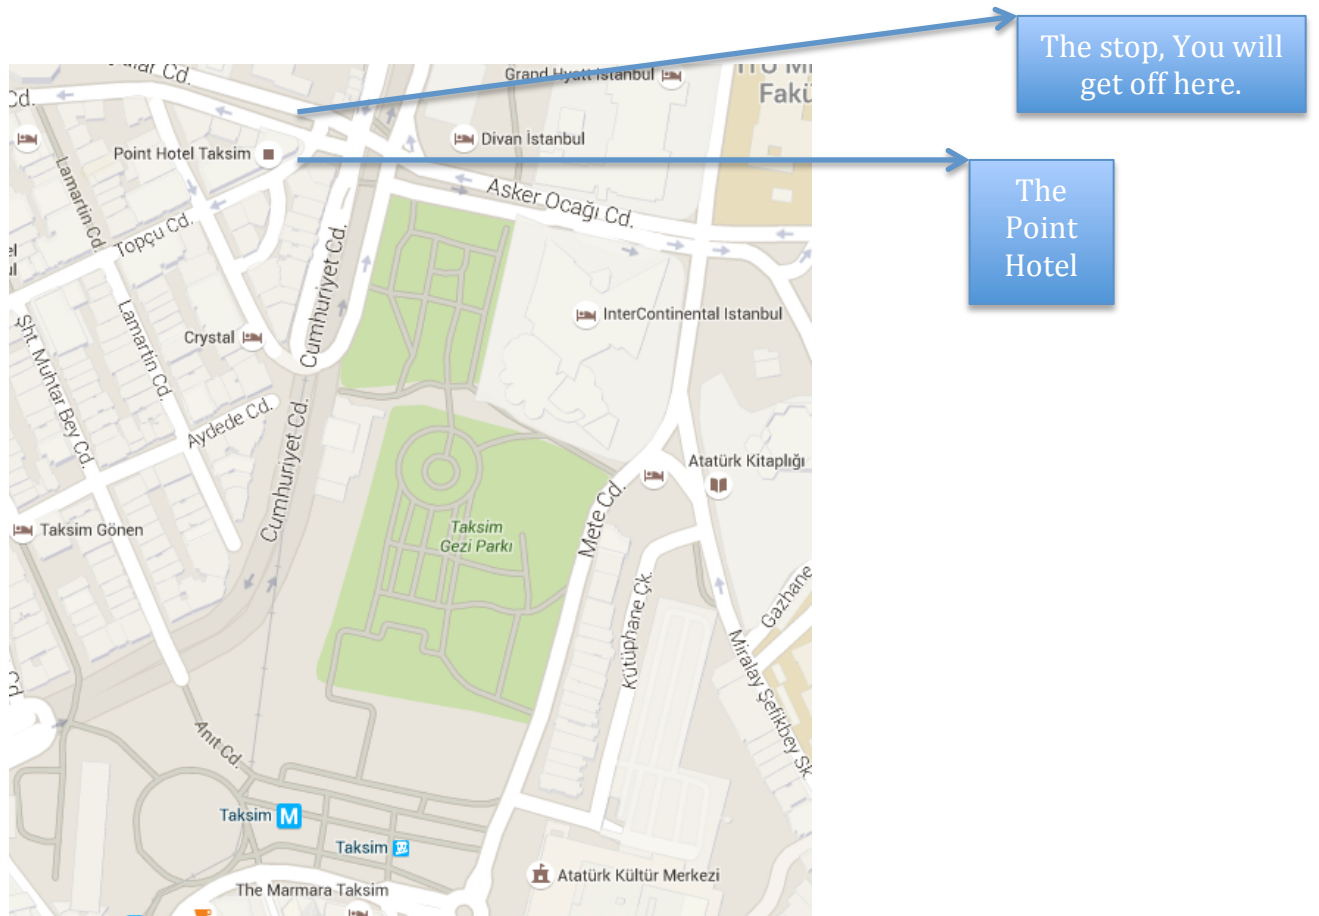 The stop, You will
get off here.
The
Point
Hotel
Cd.
Grand Hyatt İstanbul
Fakü
Divan İstanbul
Point Hotel Taksim
Lamartin Cd.
Asker Ocağı Cd.
Topçu Cd.
Cumhuriyet Cd.
InterContinental Istanbul
Lamartin Cd.
Crystal
Şht. Muhtar Bey Cd.
Aydede Cd.
Cumhuriyet Cd.
Atatürk Kitaplığı
Mete Cd.
Taksim Gönen
Taksim
Gezi Parkı
Kütüphane Çk.
Gazhane
Miralay Şefikbey Sk
Anıt Cd.
Taksim M
Taksim
Atatürk Kültür Merkezi
The Marmara Taksim